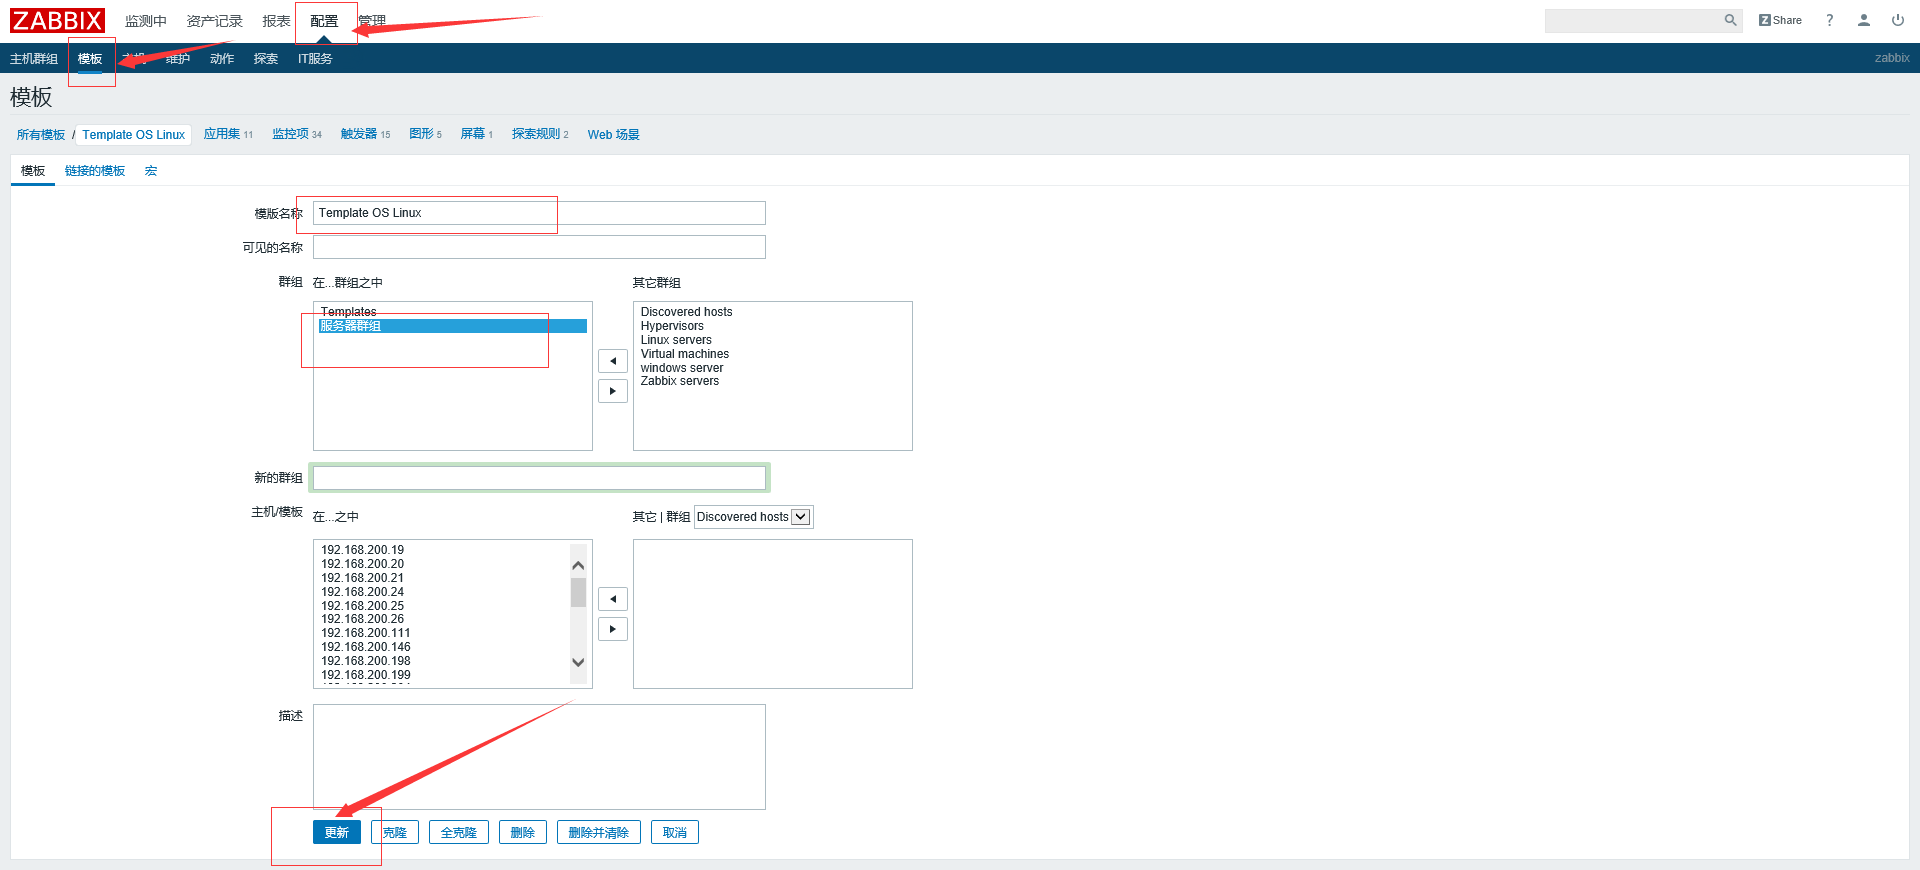 ZABBIX 监测中 资产记录 报表 配置 管理 Share ?
主机群组 模板 主机 维护 动作 探索 IT服务 zabbix
模板
所有模板 / Template OS Linux 应用集 11 监控项 34 触发器 15 图形 5 屏幕 1 探索规则 2 Web 场景
模板 链接的模板 宏
模版名称 Template OS Linux
可见的名称
群组 在...群组之中 其它群组
Templates
服务器群组
Discovered hosts
Hypervisors
Linux servers
Virtual machines
windows server
Zabbix servers
新的群组
主机/模板 在...之中 其它 | 群组 Discovered hosts
192.168.200.19
192.168.200.20
192.168.200.21
192.168.200.24
192.168.200.25
192.168.200.26
192.168.200.111
192.168.200.146
192.168.200.198
192.168.200.199
描述
更新 克隆 全克隆 删除 删除并清除 取消